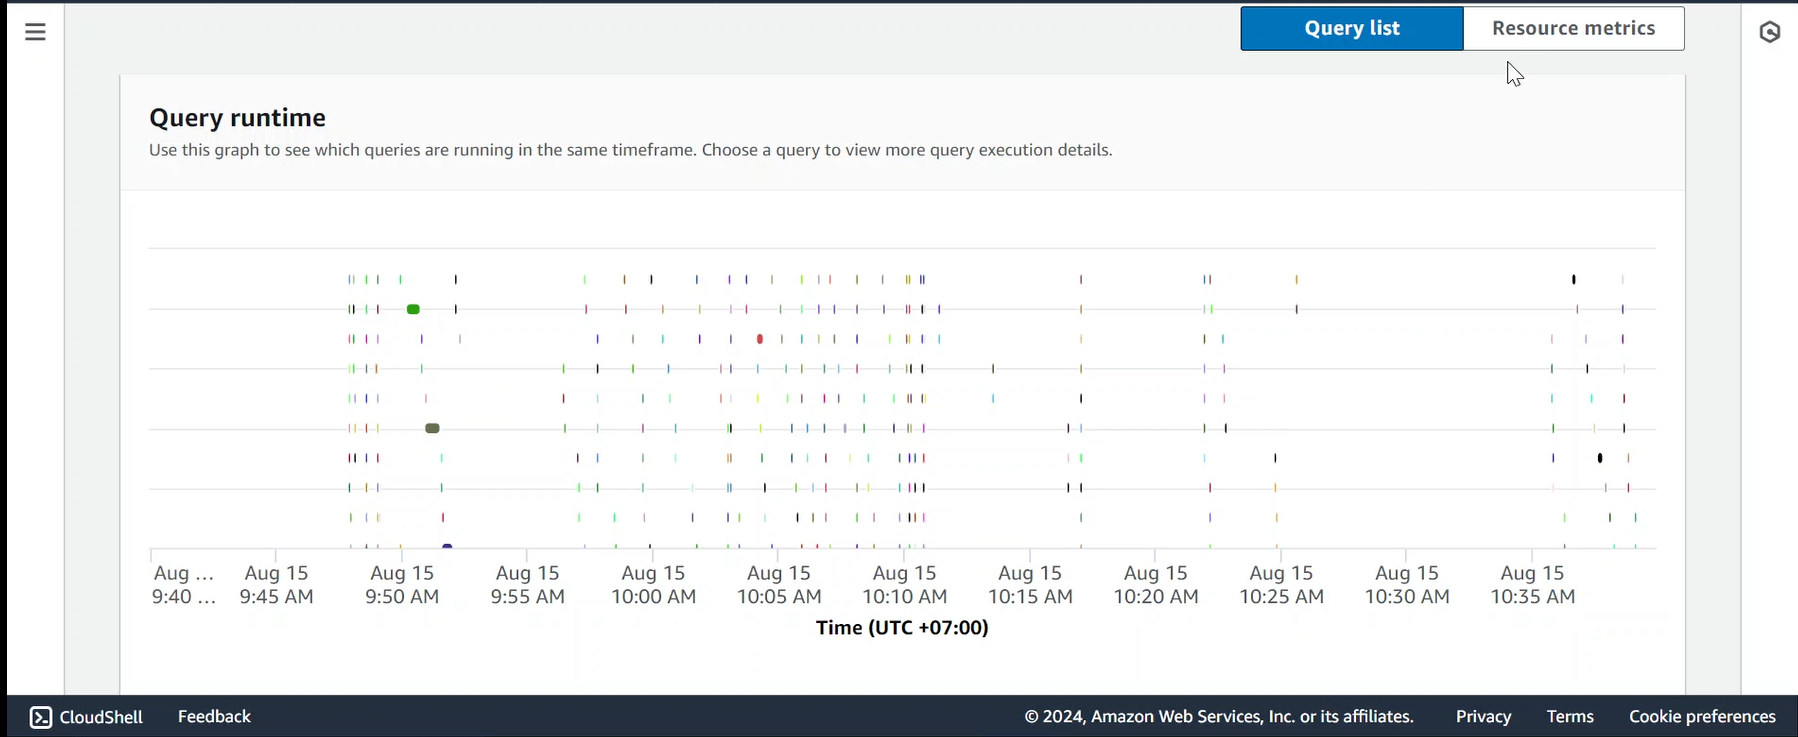 Query list Resource metrics
Query runtime
Use this graph to see which queries are running in the same timeframe. Choose a query to view more query execution details.
Aug ... Aug 15 Aug 15 Aug 15 Aug 15 Aug 15 Aug 15 Aug 15 Aug 15 Aug 15 Aug 15 Aug 15
9:40 ... 9:45 AM 9:50 AM 9:55 AM 10:00 AM 10:05 AM 10:10 AM 10:15 AM 10:20 AM 10:25 AM 10:30 AM 10:35 AM
Time (UTC +07:00)
CloudShell Feedback © 2024, Amazon Web Services, Inc. or its affiliates. Privacy Terms Cookie preferences